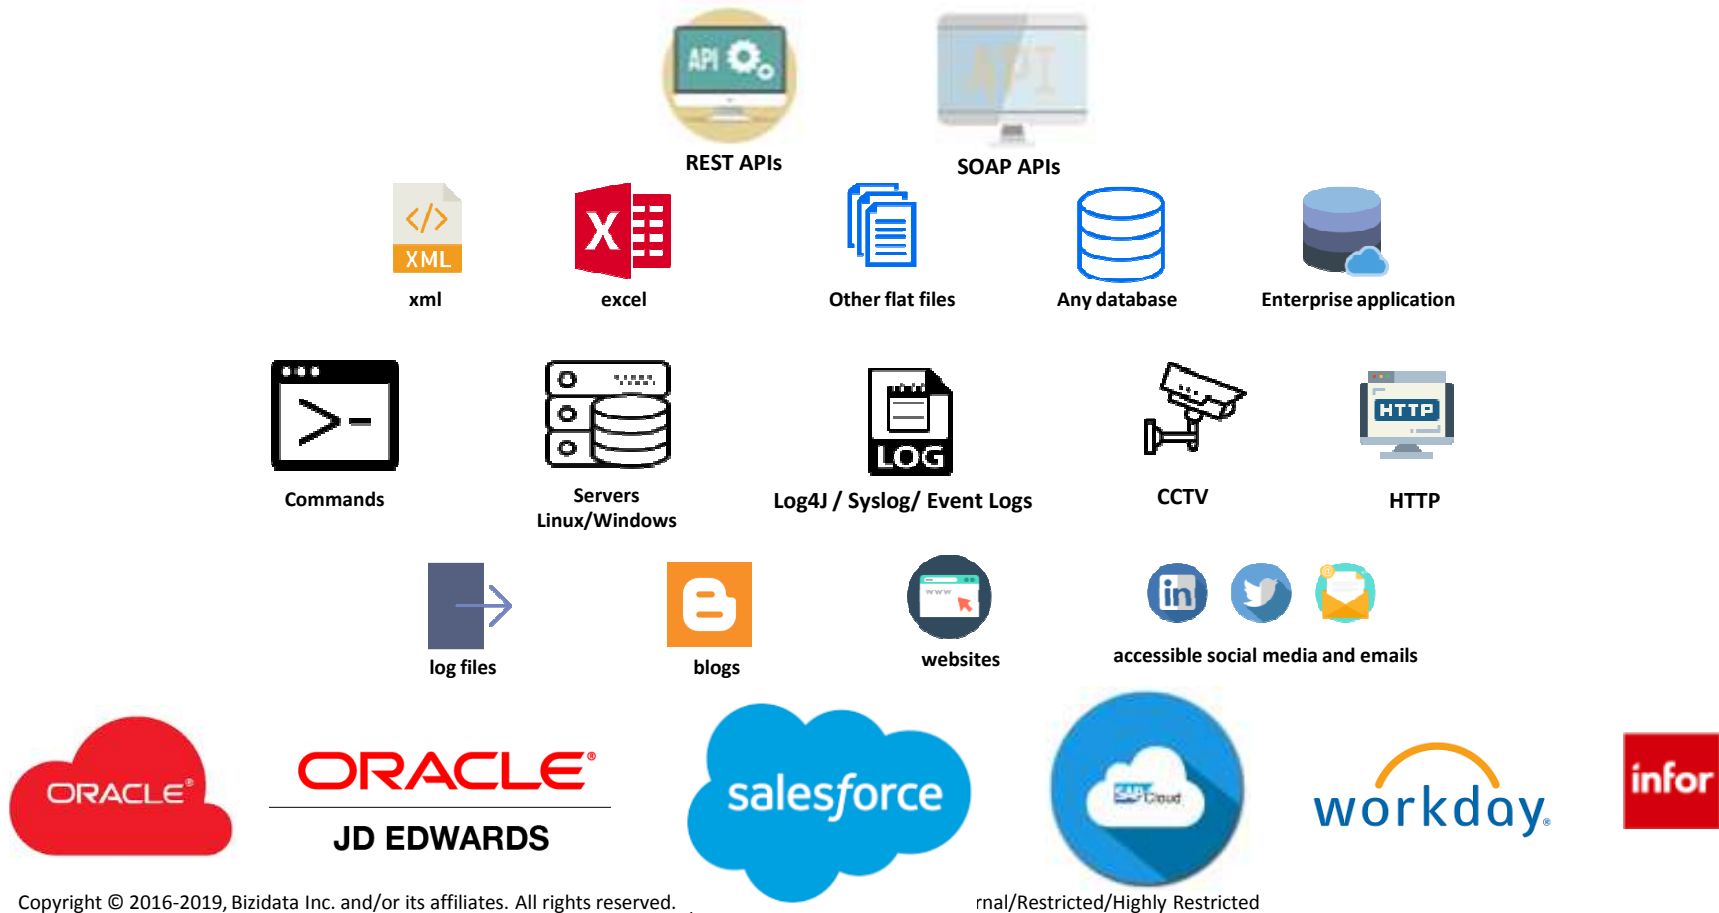 API
API
REST APIs
SOAP APIs
</>
XML
X
xml
excel
Other flat files
Any database
Enterprise application
>-
LOG
HTTP
Commands
Servers
Linux/Windows
Log4J / Syslog/ Event Logs
CCTV
HTTP
www
in
@
log files
blogs
websites
accessible social media and emails
ORACLE®
ORACLE®
JD EDWARDS
salesforce
SAP Cloud
workday®
infor
Copyright © 2016-2019, Bizidata Inc. and/or its affiliates. All rights reserved.
rnal/Restricted/Highly Restricted